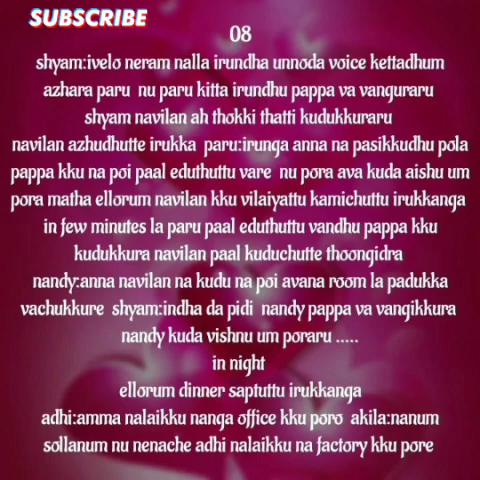 SUBSCRIBE
08
shyam:ivelo neram nalla irundha unnoda voice kettadhum
azhara paru nu paru kitta irundhu pappa va vanguraru
shyam navilan ah thokki thatti kudukkuraru
navilan azhudhutte irukka paru:irunga anna na pasikkudhu pola
pappa kku na poi paal eduthuttu vare nu pora ava kuda aishu um
pora matha ellorum navilan kku vilaiyattu kamichuttu irukkanga
in few minutes la paru paal eduthuttu vandhu pappa kku
kudukkura navilan paal kuduchutte thoongidra
nandy:anna navilan na kudu na poi avana room la padukka
vachukkure shyam:indha da pidi nandy pappa va vangikkura
nandy kuda vishnu um poraru .....
in night
ellorum dinner saptuttu irukkanga
adhi:amma nalaikku nanga office kku poro akila:nanum
sollanum nu nenache adhi nalaikku na factory kku pore